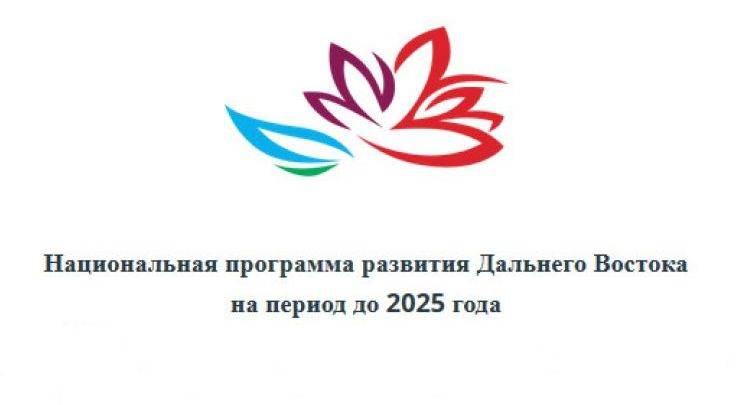 Национальная программа развития Дальнего Востока
на период до 2025 года